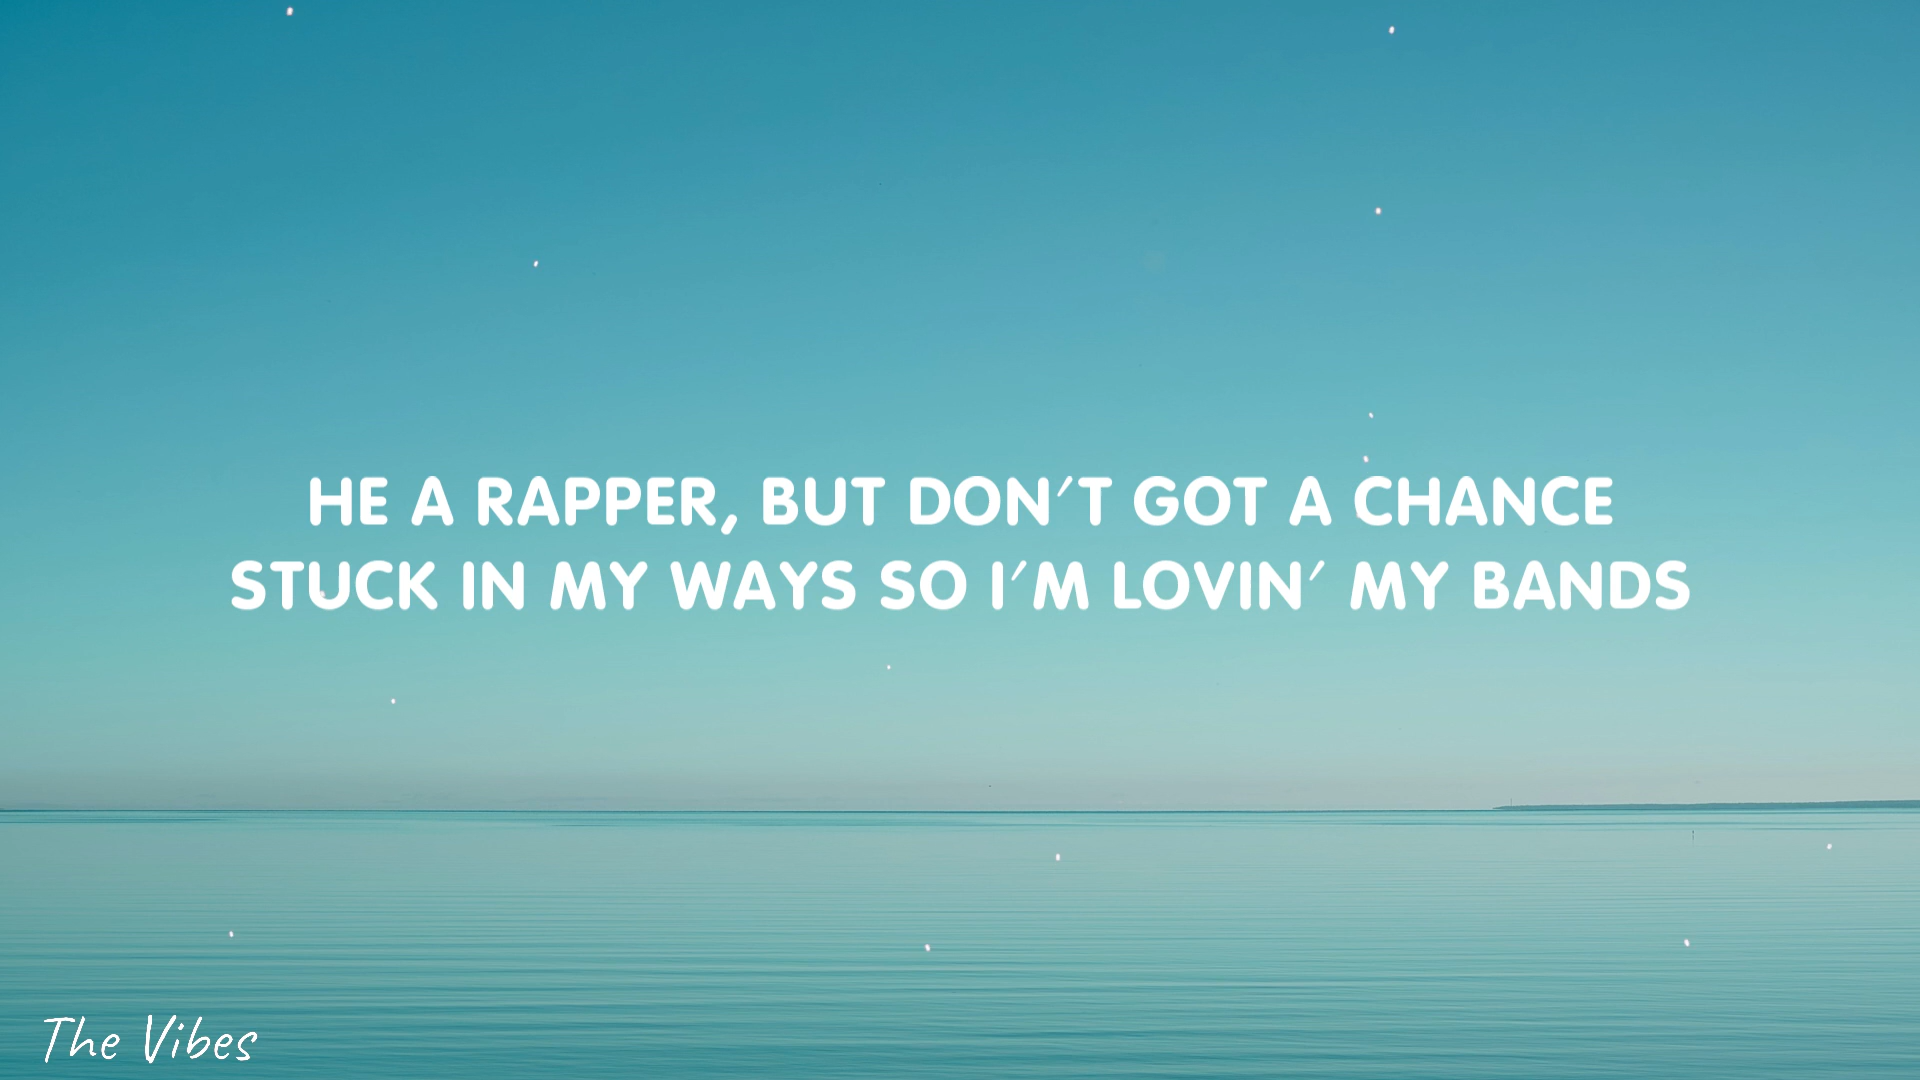 HE A RAPPER, BUT DON'T GOT A CHANCE
STUCK IN MY WAYS SO I'M LOVIN' MY BANDS
The Vibes